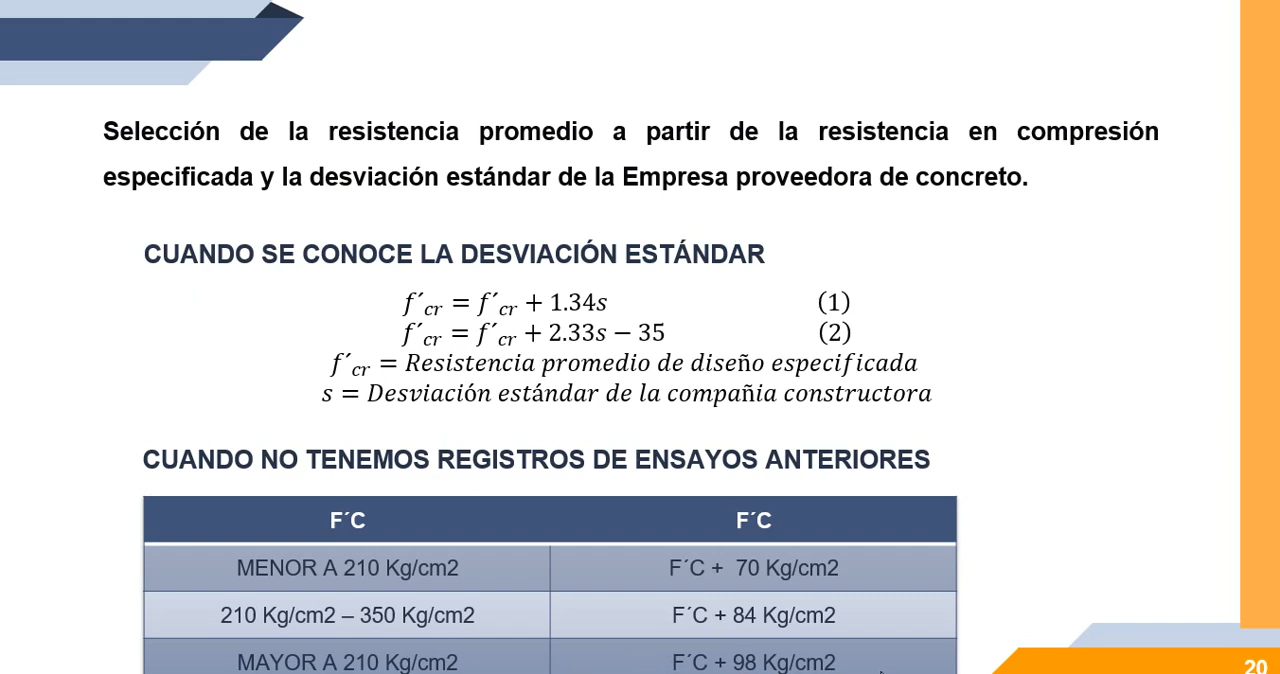 Selección de la resistencia promedio a partir de la resistencia en compresión
especificada y la desviación estándar de la Empresa proveedora de concreto.
CUANDO SE CONOCE LA DESVIACIÓN ESTÁNDAR
f´cr = f´cr + 1.34s (1)
f´cr = f´cr + 2.33s − 35 (2)
f´cr = Resistencia promedio de diseño especificada
s = Desviación estándar de la compañia constructora
CUANDO NO TENEMOS REGISTROS DE ENSAYOS ANTERIORES
F´C F´C
MENOR A 210 Kg/cm2 F´C + 70 Kg/cm2
210 Kg/cm2 – 350 Kg/cm2 F´C + 84 Kg/cm2
MAYOR A 210 Kg/cm2 F´C + 98 Kg/cm2
20